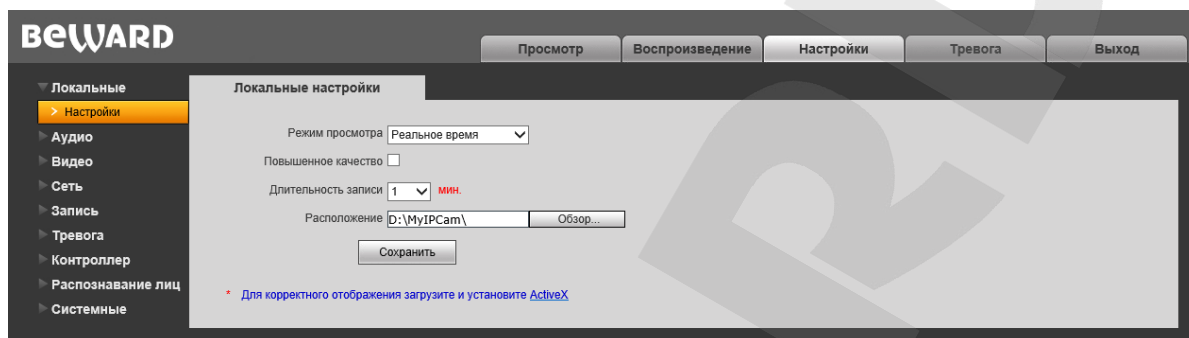 BEWARD
Просмотр
Воспроизведение
Настройки
Тревога
Выход
Локальные
> Настройки
Аудио
Видео
Сеть
Запись
Тревога
Контроллер
Распознавание лиц
Системные
Локальные настройки
Режим просмотра Реальное время
Повышенное качество
Длительность записи 1 мин.
Расположение D:\MyIPCam\ Обзор...
Сохранить
* Для корректного отображения загрузите и установите ActiveX